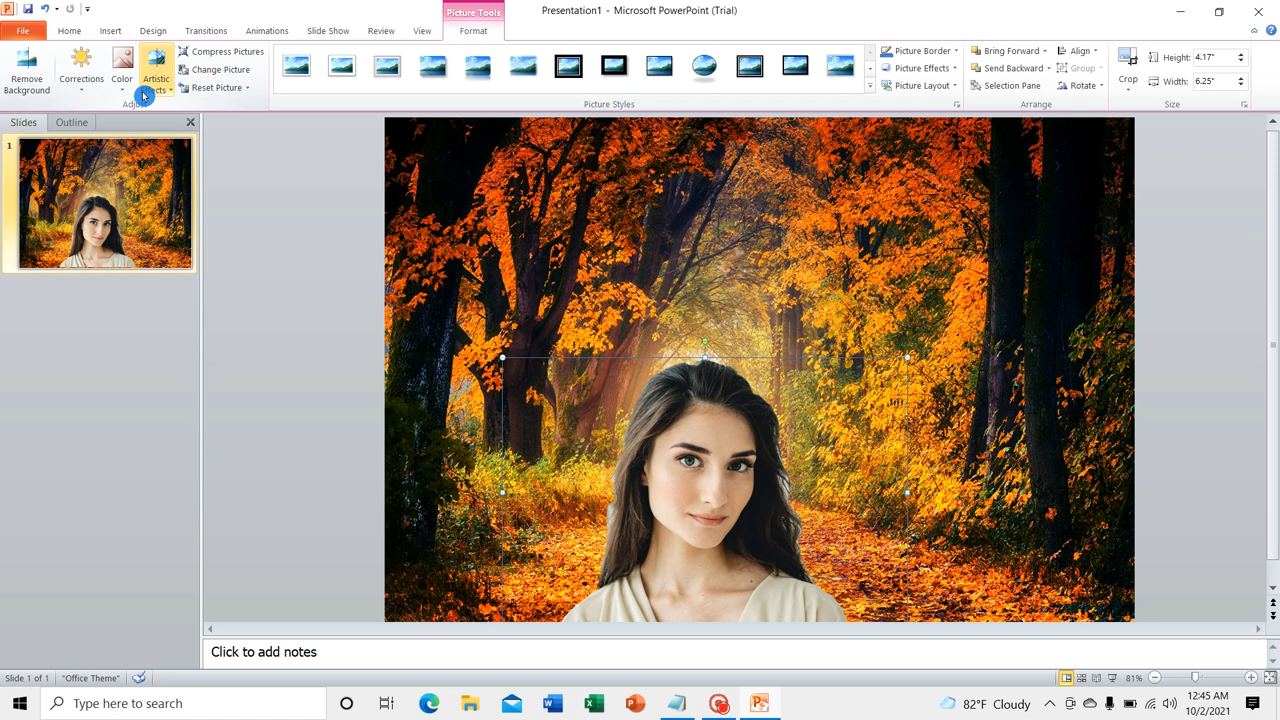 Picture Tools
Presentation1 - Microsoft PowerPoint (Trial)
File Home Insert Design Transitions Animations Slide Show Review View Format
Remove Background
Corrections
Color
Artistic Effects
Compress Pictures
Change Picture
Reset Picture
Picture Border
Picture Effects
Picture Layout
Bring Forward
Send Backward
Selection Pane
Align
Group
Rotate
Crop
Height: 4.17"
Width: 6.25"
Picture Styles
Arrange
Size
Slides Outline
1
Click to add notes
Slide 1 of 1 "Office Theme" 81%
Type here to search
82°F Cloudy
12:45 AM
10/2/2021